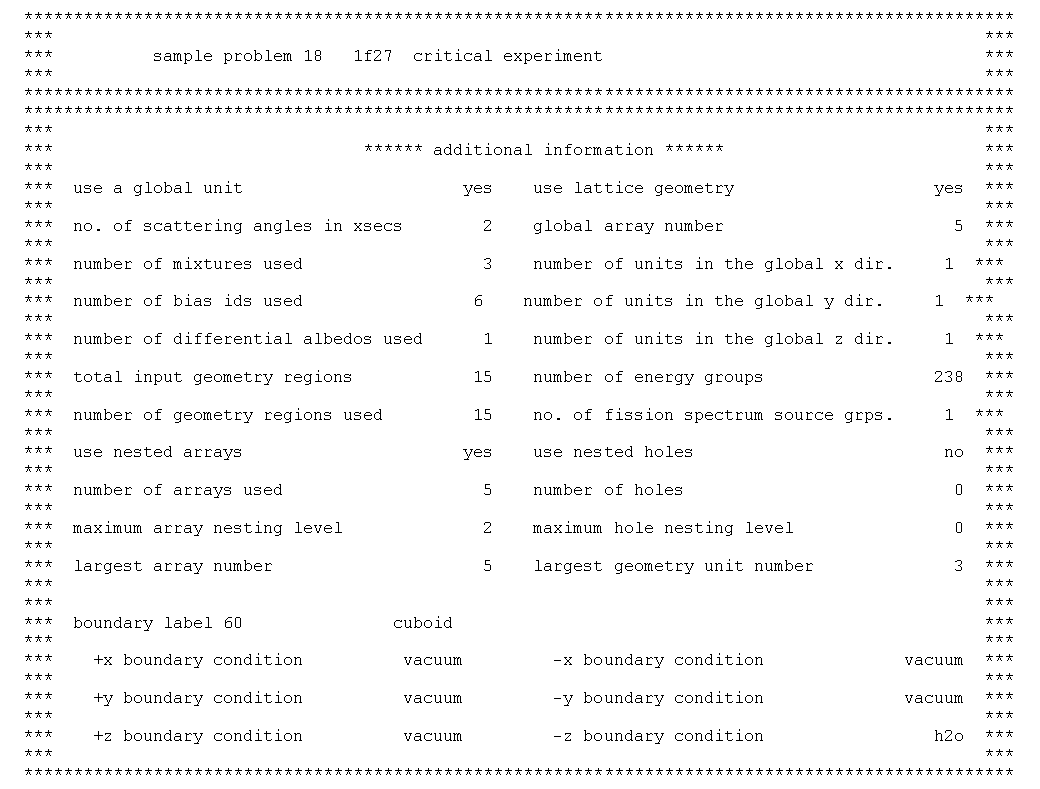 ***************************************************************************************************
***                                                                                             ***
***          sample problem 18   1f27  critical experiment                                      ***
***                                                                                             ***
***************************************************************************************************
***************************************************************************************************
***                                                                                             ***
***                               ****** additional information ******                          ***
***                                                                                             ***
***  use a global unit                      yes    use lattice geometry                    yes  ***
***                                                                                             ***
***  no. of scattering angles in xsecs        2    global array number                       5  ***
***                                                                                             ***
***  number of mixtures used                  3    number of units in the global x dir.     1  ***
***                                                                                             ***
***  number of bias ids used                 6    number of units in the global y dir.     1  ***
***                                                                                             ***
***  number of differential albedos used      1    number of units in the global z dir.     1  ***
***                                                                                             ***
***  total input geometry regions            15    number of energy groups                 238  ***
***                                                                                             ***
***  number of geometry regions used         15    no. of fission spectrum source grps.     1  ***
***                                                                                             ***
***  use nested arrays                      yes    use nested holes                         no  ***
***                                                                                             ***
***  number of arrays used                    5    number of holes                           0  ***
***                                                                                             ***
***  maximum array nesting level              2    maximum hole nesting level                0  ***
***                                                                                             ***
***  largest array number                     5    largest geometry unit number              3  ***
***                                                                                             ***
***                                                                                             ***
***  boundary label 60               cuboid                                                     ***
***                                                                                             ***
***    +x boundary condition          vacuum         -x boundary condition              vacuum  ***
***                                                                                             ***
***    +y boundary condition          vacuum         -y boundary condition              vacuum  ***
***                                                                                             ***
***    +z boundary condition          vacuum         -z boundary condition                 h2o  ***
***                                                                                             ***
***************************************************************************************************